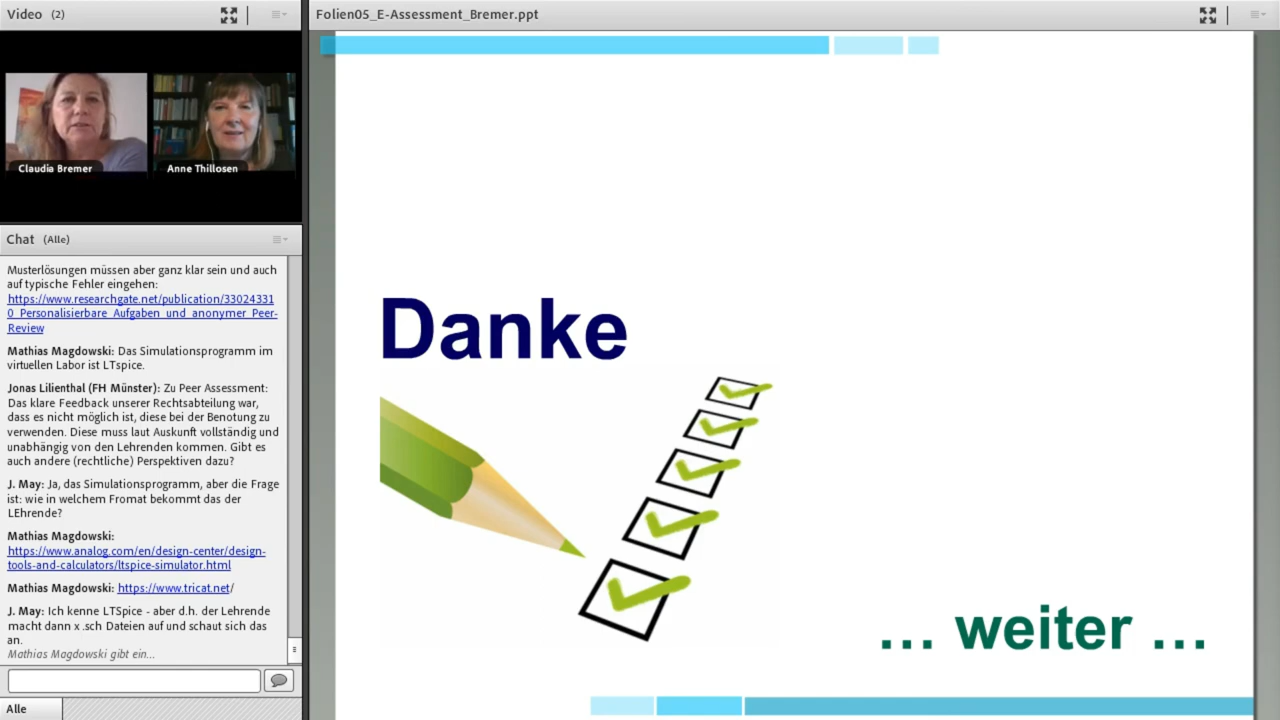 Video (2)
Folien05_E-Assessment_Bremer.ppt
Claudia Bremer
Anne Thillosen
Chat (Alle)
Musterlösungen müssen aber ganz klar sein und auch
auf typische Fehler eingehen:
https://www.researchgate.net/publication/33024331
0_Personalisierbare_Aufgaben_und_anonymer_Peer-
Review
Mathias Magdowski: Das Simulationsprogramm im
virtuellen Labor ist LTspice.
Jonas Lilienthal (FH Münster): Zu Peer Assessment:
Das klare Feedback unserer Rechtsabteilung war,
dass es nicht möglich ist, diese bei der Benotung zu
verwenden. Diese muss laut Auskunft vollständig und
unabhängig von den Lehrenden kommen. Gibt es
auch andere (rechtliche) Perspektiven dazu?
J. May: Ja, das Simulationsprogramm, aber die Frage
ist: wie in welchem Fromat bekommt das der
LEhrende?
Mathias Magdowski:
https://www.analog.com/en/design-center/design-
tools-and-calculators/ltspice-simulator.html
Mathias Magdowski: https://www.tricat.net/
J. May: Ich kenne LTSpice - aber d.h. der Lehrende
macht dann x .sch Dateien auf und schaut sich das
an.
Mathias Magdowski gibt ein...
Alle
Danke
... weiter ...